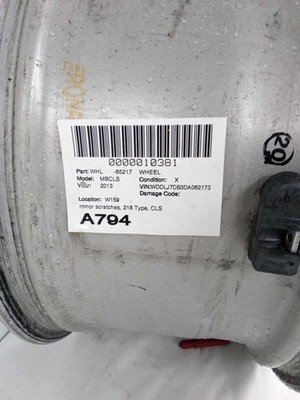 0000010381
Part: WHL -85217 WHEEL
Model: MBCLS Condition: X
Year: 2013 VIN:WDDLJ7DB3DA062173
Damage Code:
Location: W159
minor scratches, 218 Type, CLS
A794
20